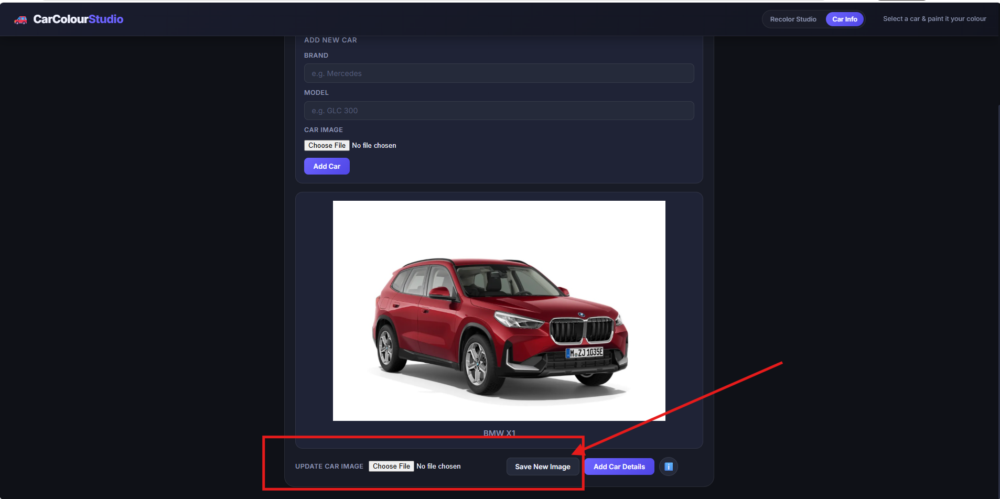 CarColourStudio
Recolor Studio
Car Info
Select a car & paint it your colour
ADD NEW CAR
BRAND
e.g. Mercedes
MODEL
e.g. GLC 300
CAR IMAGE
Choose File No file chosen
Add Car
M ZJ 1035E
BMW X1
UPDATE CAR IMAGE Choose File No file chosen
Save New Image
Add Car Details
i